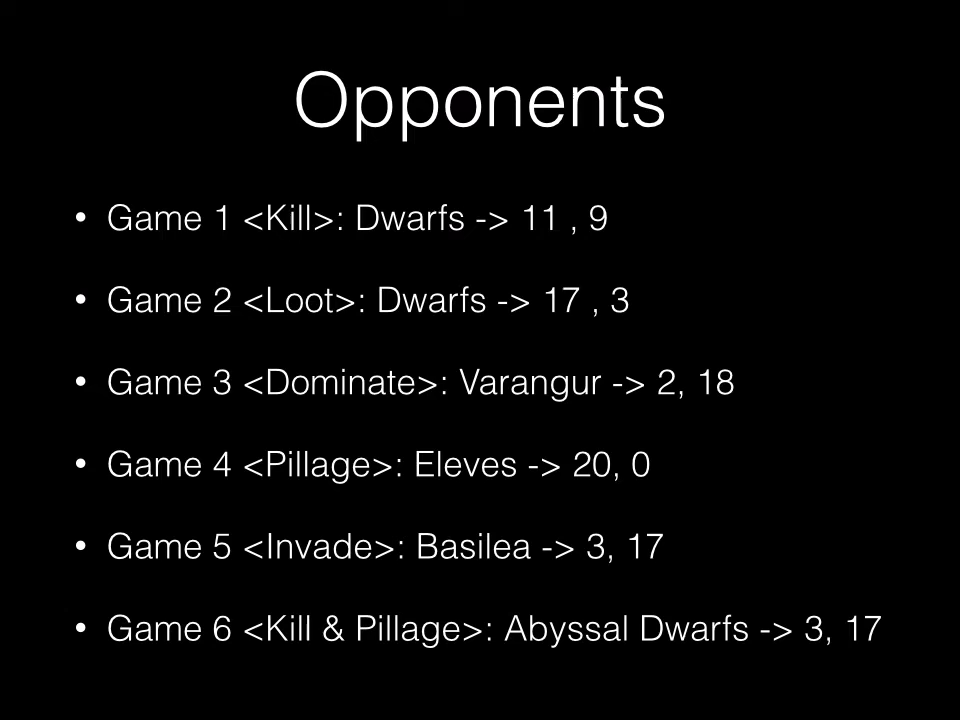 Opponents
• Game 1 <Kill>: Dwarfs -> 11 , 9
• Game 2 <Loot>: Dwarfs -> 17 , 3
• Game 3 <Dominate>: Varangur -> 2, 18
• Game 4 <Pillage>: Eleves -> 20, 0
• Game 5 <Invade>: Basilea -> 3, 17
• Game 6 <Kill & Pillage>: Abyssal Dwarfs -> 3, 17